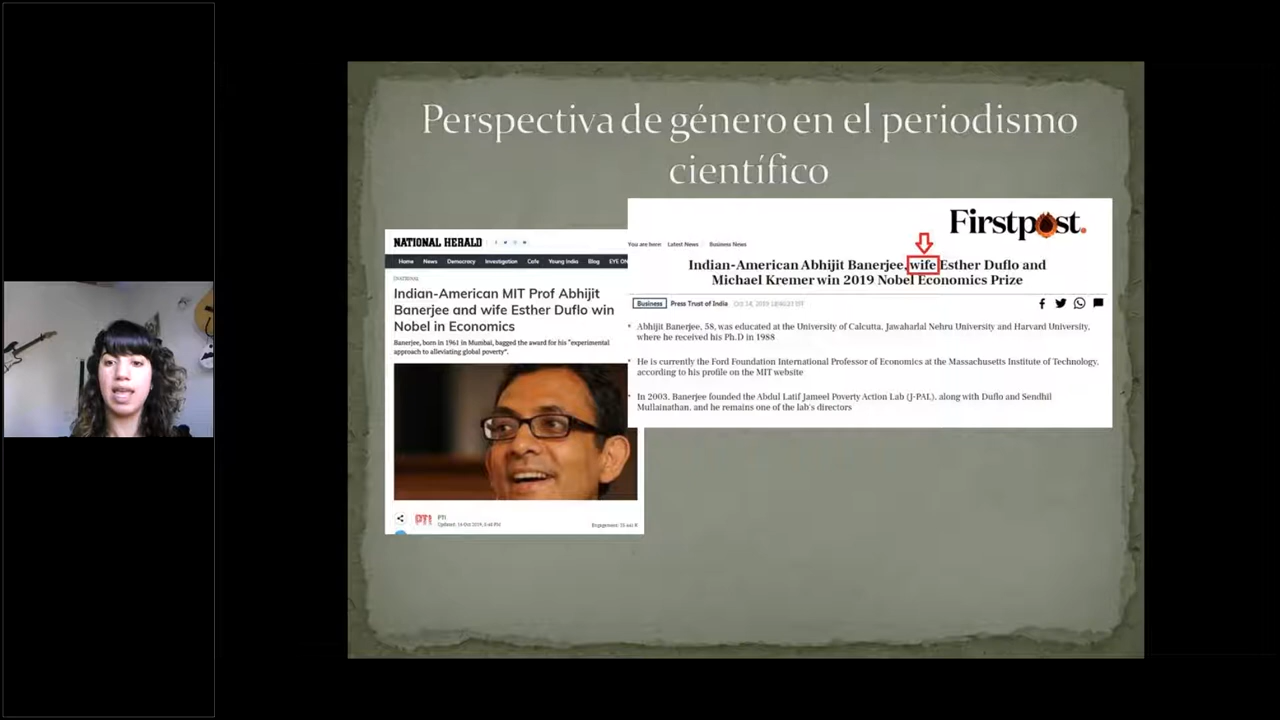 Perspectiva de género en el periodismo
científico
NATIONAL HERALD
Home News Democracy Investigation Cafe Young India Blog EYE ON
NATIONAL
Indian-American MIT Prof Abhijit
Banerjee and wife Esther Duflo win
Nobel in Economics
Banerjee, born in 1961 in Mumbai, bagged the award for his "experimental
approach to alleviating global poverty".
PTI
PTI
Firstpost.
You are here: Latest News Business News
Indian-American Abhijit Banerjee, wife Esther Duflo and
Michael Kremer win 2019 Nobel Economics Prize
Business Press Trust of India Oct 14, 2019
Abhijit Banerjee, 58, was educated at the University of Calcutta, Jawaharlal Nehru University and Harvard University,
where he received his Ph.D in 1988
He is currently the Ford Foundation International Professor of Economics at the Massachusetts Institute of Technology,
according to his profile on the MIT website
In 2003, Banerjee founded the Abdul Latif Jameel Poverty Action Lab (J-PAL), along with Duflo and Sendhil
Mullainathan, and he remains one of the lab's directors